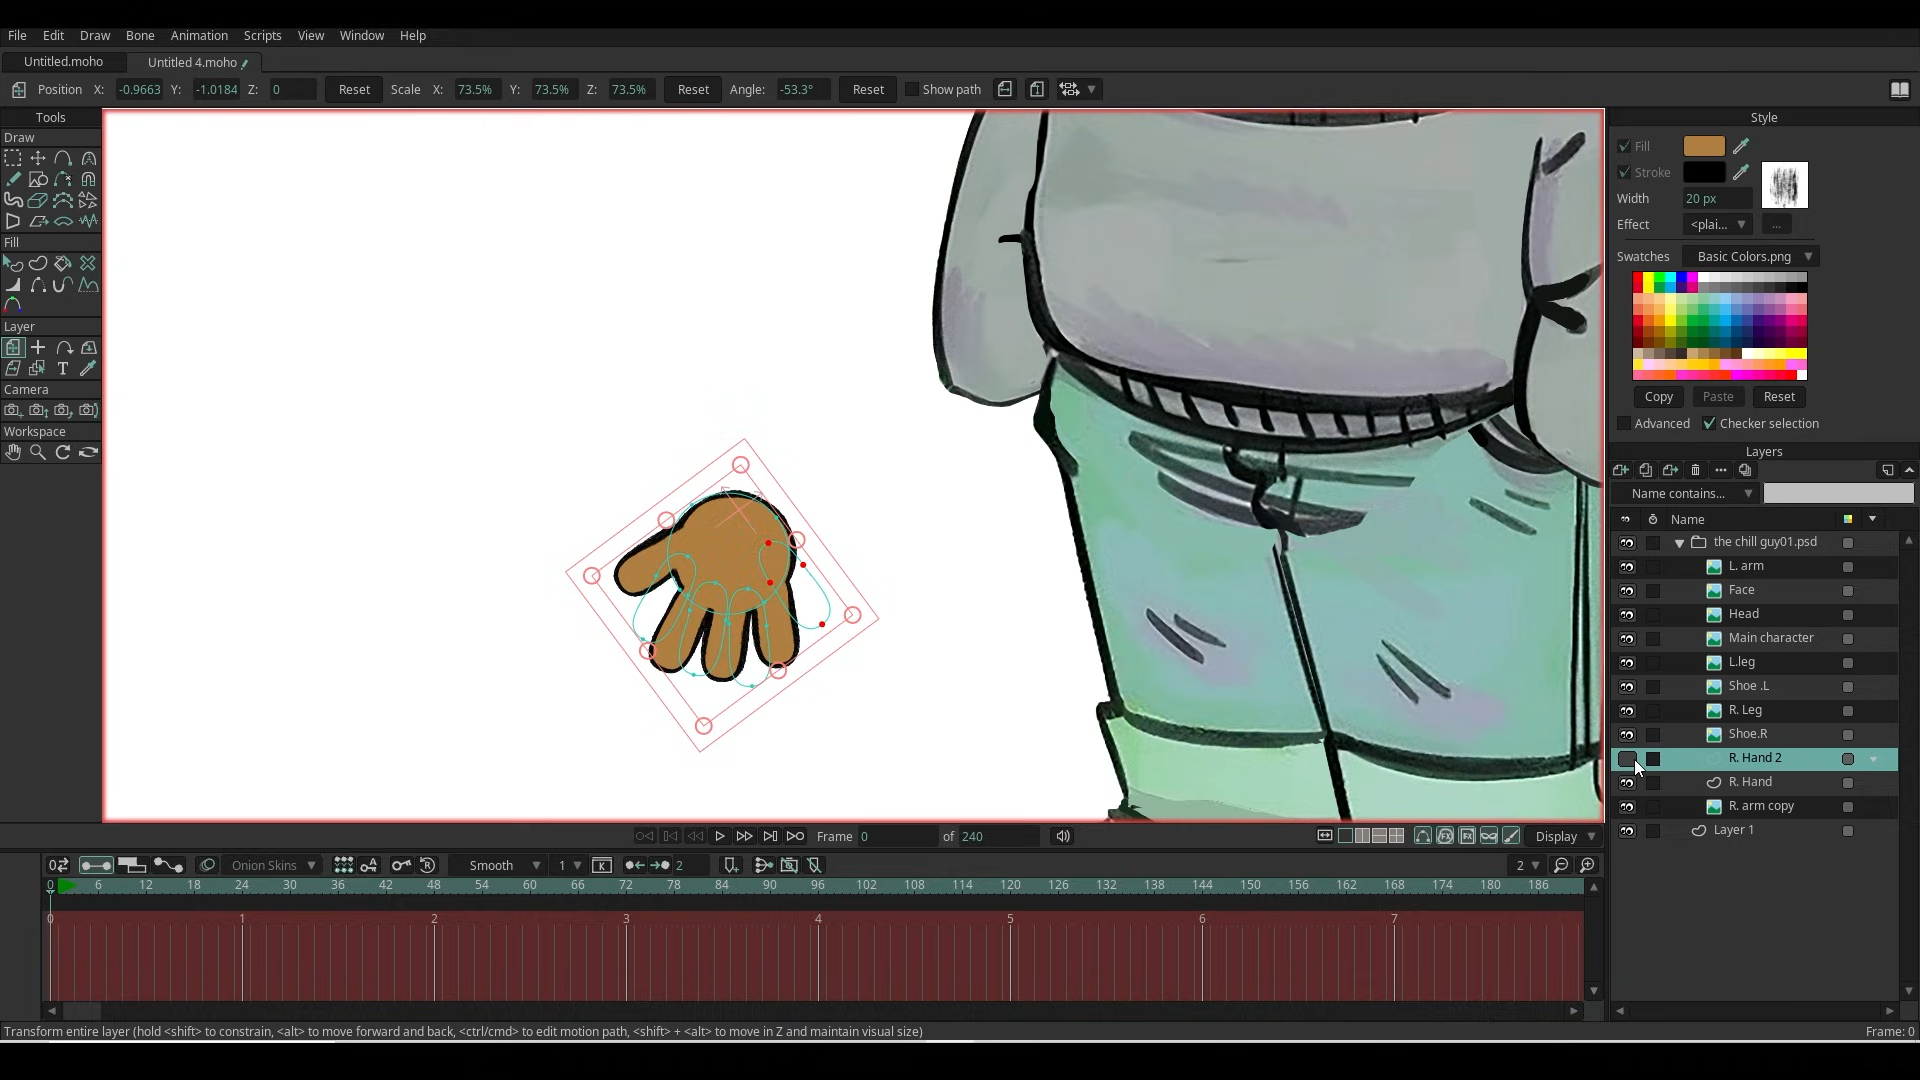 File Edit Draw Bone Animation Scripts View Window Help
Untitled.moho Untitled 4.moho
Position X: -0.9663 Y: -1.0184 Z: 0 Reset Scale X: 73.5% Y: 73.5% Z: 73.5% Reset Angle: -53.3° Reset Show path
Tools
Draw
Fill
Layer
Camera
Workspace
Style
Fill
Stroke
Width 20 px
Effect <plai... ...
Swatches Basic Colors.png
Copy Paste Reset
Advanced Checker selection
Layers
Name contains...
Name
the chill guy01.psd
L. arm
Face
Head
Main character
L.leg
Shoe .L
R. Leg
Shoe.R
R. Hand 2
R. Hand
R. arm copy
Layer 1
Frame 0 of 240 Display
Onion Skins Smooth 1 2 2
0 6 12 18 24 30 36 42 48 54 60 66 72 78 84 90 96 102 108 114 120 126 132 138 144 150 156 162 168 174 180 186
0 1 2 3 4 5 6 7
Transform entire layer (hold <shift> to constrain, <alt> to move forward and back, <ctrl/cmd> to edit motion path, <shift> + <alt> to move in Z and maintain visual size) Frame: 0